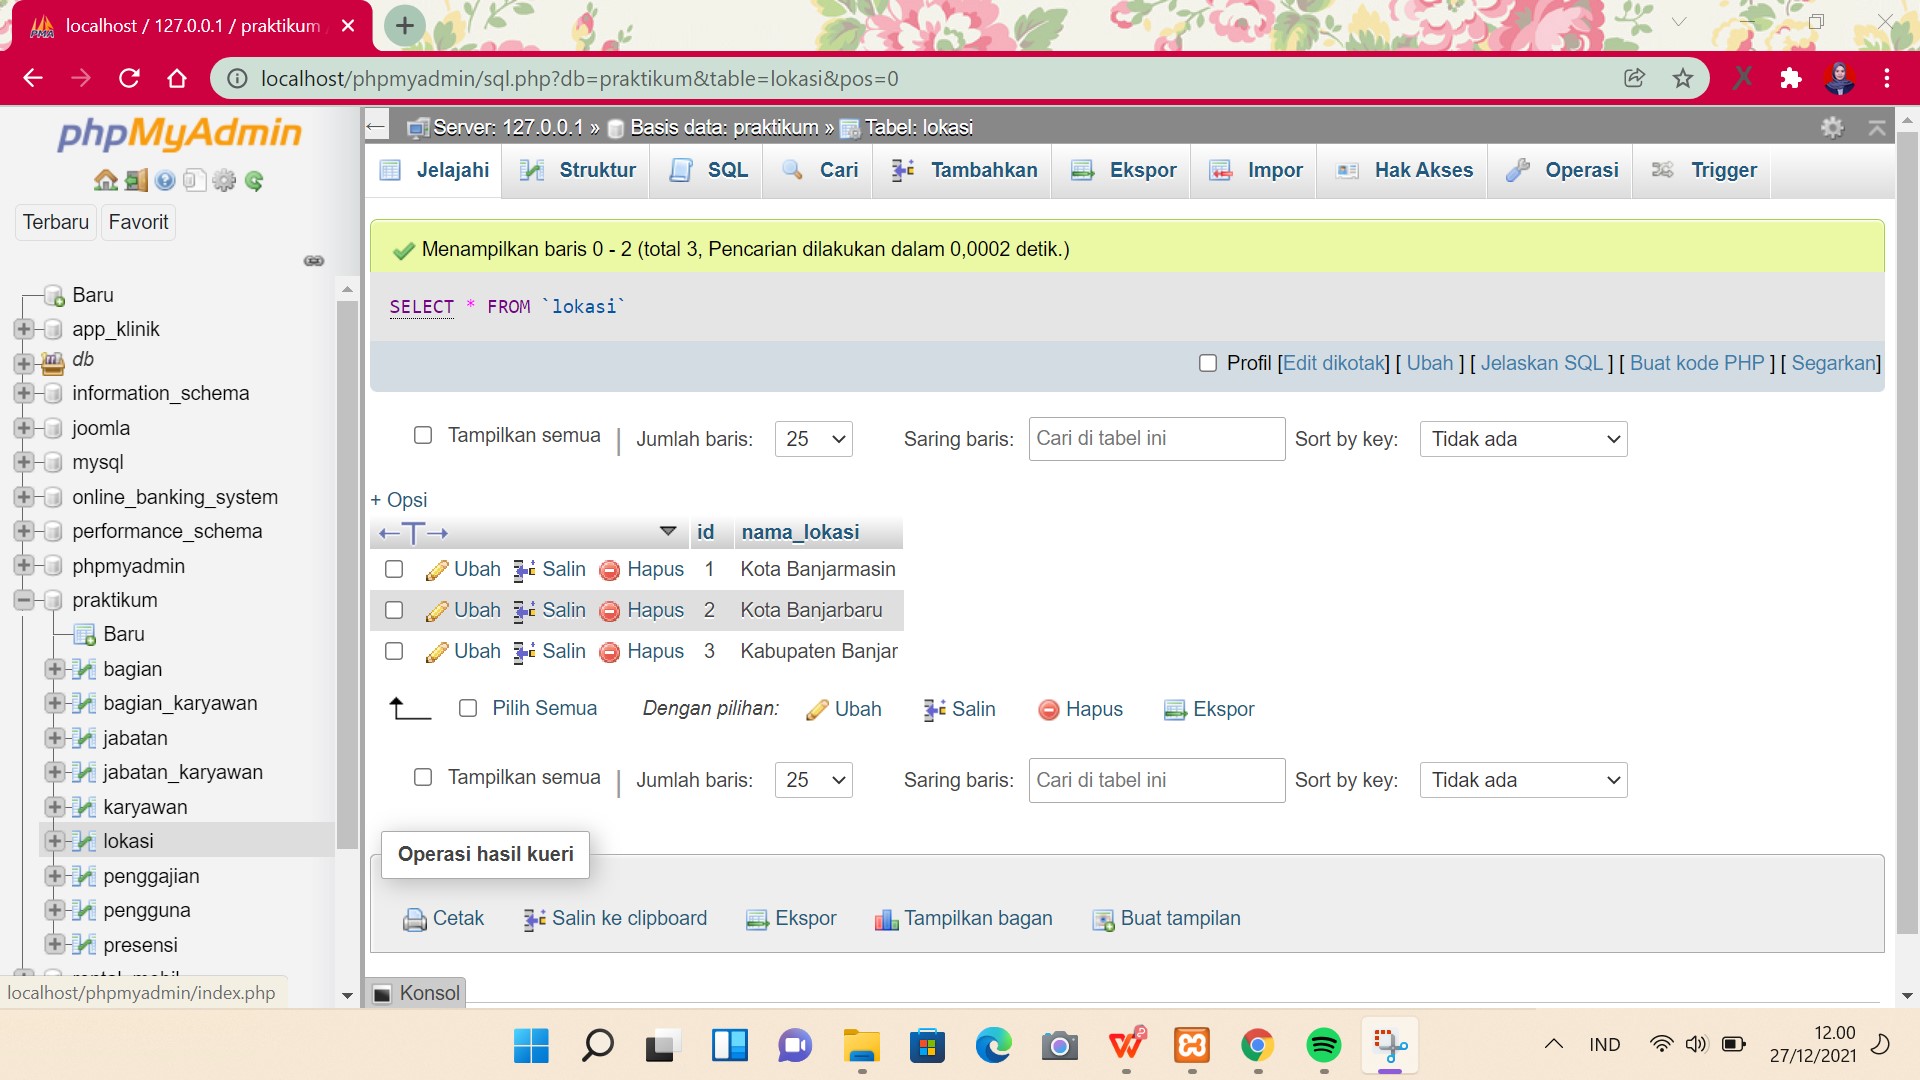 localhost / 127.0.0.1 / praktikum
localhost/phpmyadmin/sql.php?db=praktikum&table=lokasi&pos=0
phpMyAdmin
Terbaru Favorit
Baru
app_klinik
db
information_schema
joomla
mysql
online_banking_system
performance_schema
phpmyadmin
praktikum
Baru
bagian
bagian_karyawan
jabatan
jabatan_karyawan
karyawan
lokasi
penggajian
pengguna
presensi
localhost/phpmyadmin/index.php
Server: 127.0.0.1 » Basis data: praktikum » Tabel: lokasi
Jelajahi Struktur SQL Cari Tambahkan Ekspor Impor Hak Akses Operasi Trigger
Menampilkan baris 0 - 2 (total 3, Pencarian dilakukan dalam 0,0002 detik.)
SELECT * FROM `lokasi`
Profil [Edit dikotak] [ Ubah ] [ Jelaskan SQL ] [ Buat kode PHP ] [ Segarkan]
Tampilkan semua | Jumlah baris: 25 Saring baris: Cari di tabel ini Sort by key: Tidak ada
+ Opsi
←T→ id nama_lokasi
Ubah Salin Hapus 1 Kota Banjarmasin
Ubah Salin Hapus 2 Kota Banjarbaru
Ubah Salin Hapus 3 Kabupaten Banjar
Pilih Semua Dengan pilihan: Ubah Salin Hapus Ekspor
Tampilkan semua | Jumlah baris: 25 Saring baris: Cari di tabel ini Sort by key: Tidak ada
Operasi hasil kueri
Cetak Salin ke clipboard Ekspor Tampilkan bagan Buat tampilan
Konsol
IND
12.00
27/12/2021